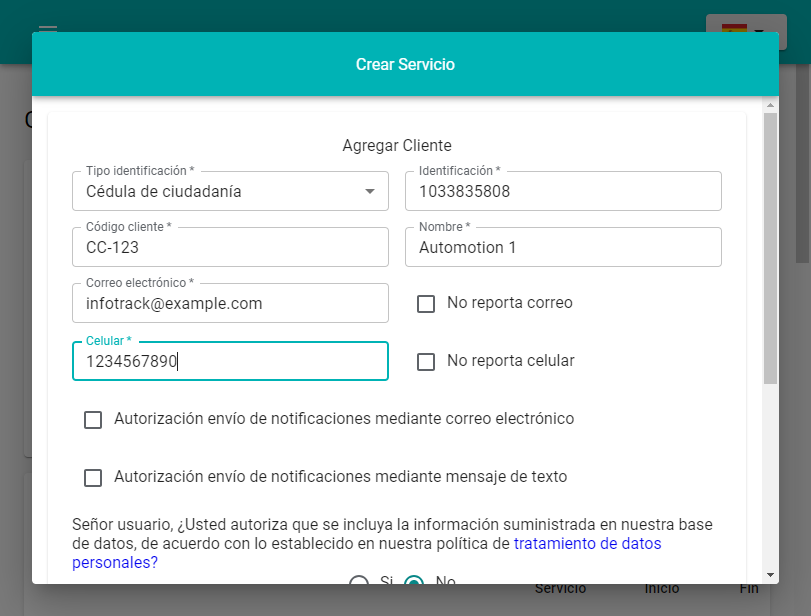 Crear Servicio
Agregar Cliente
Tipo identificación *
Cédula de ciudadanía
Identificación *
1033835808
Código cliente *
CC-123
Nombre *
Automotion 1
Correo electrónico *
infotrack@example.com
No reporta correo
Celular *
1234567890
No reporta celular
Autorización envío de notificaciones mediante correo electrónico
Autorización envío de notificaciones mediante mensaje de texto
Señor usuario, ¿Usted autoriza que se incluya la información suministrada en nuestra base
de datos, de acuerdo con lo establecido en nuestra política de tratamiento de datos
personales?
Si No
Servicio Inicio Fin